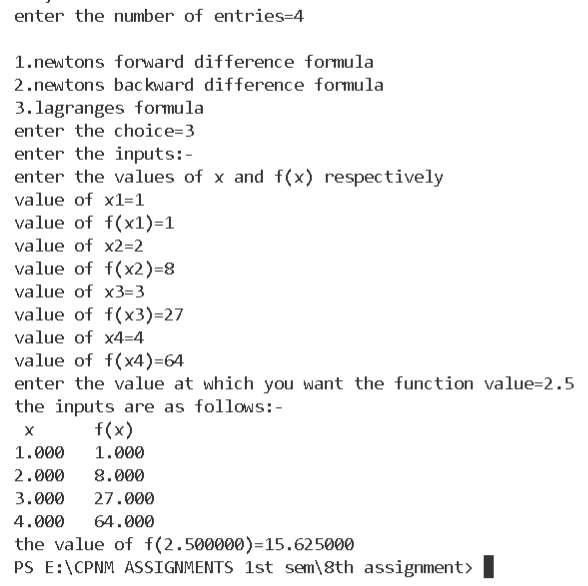 enter the number of entries=4
1.newtons forward difference formula
2.newtons backward difference formula
3.lagranges formula
enter the choice=3
enter the inputs:-
enter the values of x and f(x) respectively
value of x1=1
value of f(x1)=1
value of x2=2
value of f(x2)=8
value of x3=3
value of f(x3)=27
value of x4=4
value of f(x4)=64
enter the value at which you want the function value=2.5
the inputs are as follows:-
x f(x)
1.000 1.000
2.000 8.000
3.000 27.000
4.000 64.000
the value of f(2.500000)=15.625000
PS E:\CPNM ASSIGNMENTS 1st sem\8th assignment>